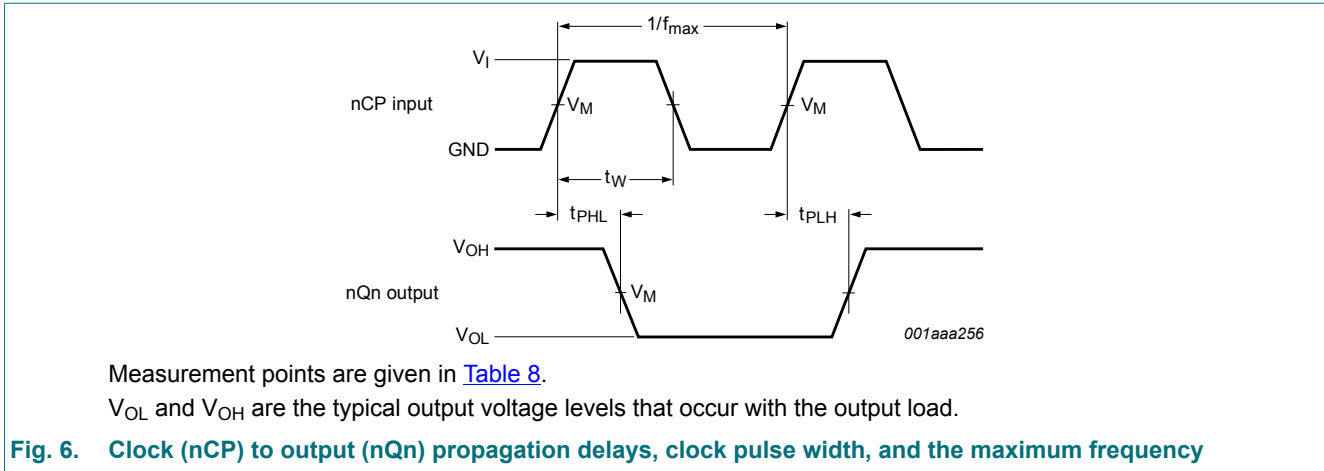 1/fmax
VI
nCP input
VM
VM
GND
tW
tPHL
tPLH
VOH
nQn output
VM
VOL
001aaa256
Measurement points are given in Table 8.
VOL and VOH are the typical output voltage levels that occur with the output load.
Fig. 6. Clock (nCP) to output (nQn) propagation delays, clock pulse width, and the maximum frequency